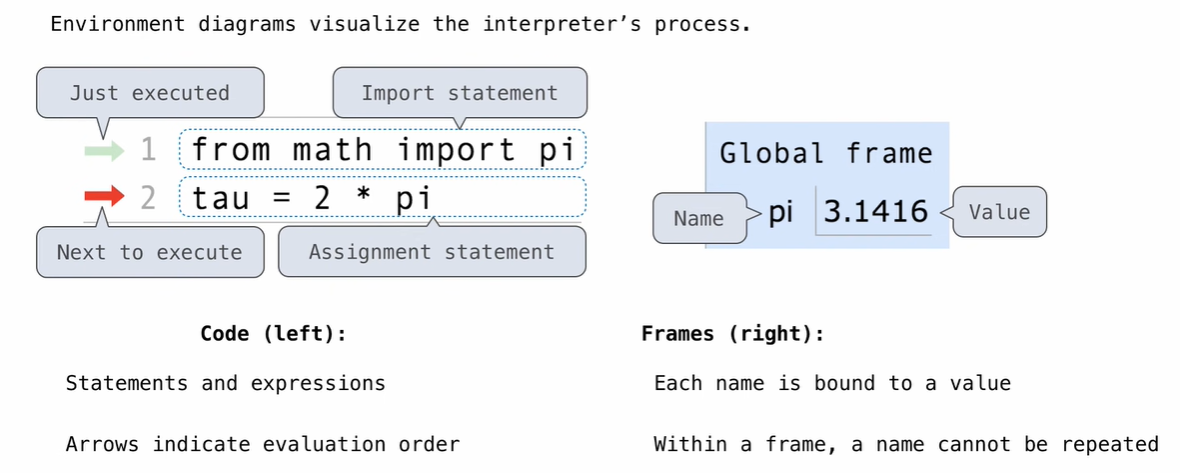 Environment diagrams visualize the interpreter’s process.
Just executed
Import statement
1 from math import pi
2 tau = 2 * pi
Next to execute
Assignment statement
Global frame
Name
pi 3.1416
Value
Code (left):
Statements and expressions
Arrows indicate evaluation order
Frames (right):
Each name is bound to a value
Within a frame, a name cannot be repeated